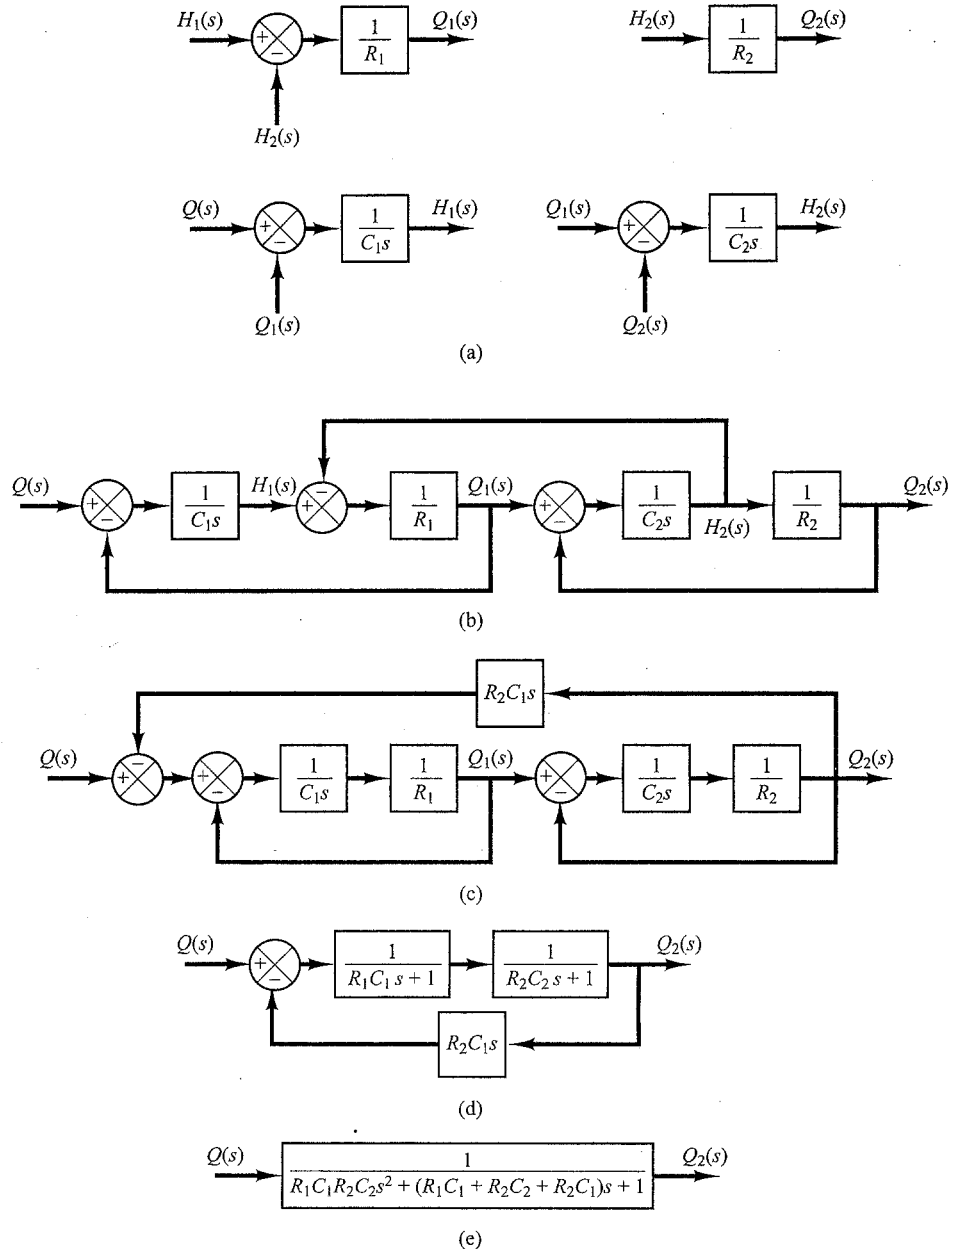 H₁(s) + − 1/R₁ Q₁(s) H₂(s) 1/R₂ Q₂(s)
H₂(s)
Q(s) + − 1/C₁s H₁(s) Q₁(s) + − 1/C₂s H₂(s)
Q₁(s) Q₂(s)
(a)
Q(s) + − 1/C₁s H₁(s) + − 1/R₁ Q₁(s) + − 1/C₂s H₂(s) 1/R₂ Q₂(s)
(b)
R₂C₁s
Q(s) + − + − 1/C₁s 1/R₁ Q₁(s) + − 1/C₂s 1/R₂ Q₂(s)
(c)
Q(s) + − 1/(R₁C₁s + 1) 1/(R₂C₂s + 1) Q₂(s)
R₂C₁s
(d)
Q(s) 1/(R₁C₁R₂C₂s² + (R₁C₁ + R₂C₂ + R₂C₁)s + 1) Q₂(s)
(e)